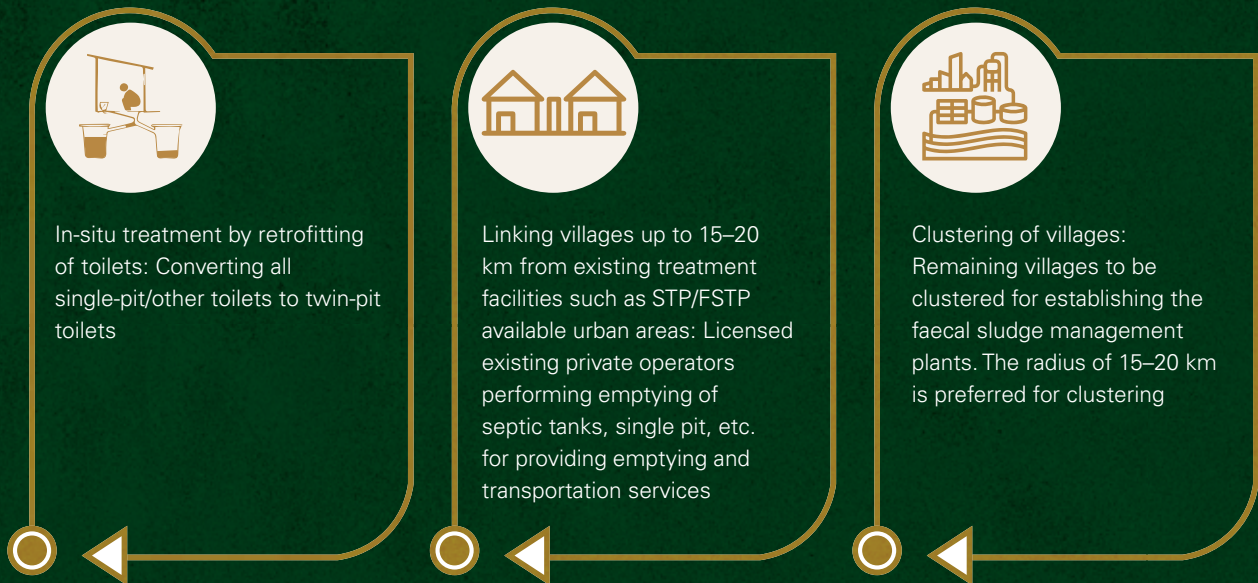 In-situ treatment by retrofitting
of toilets: Converting all
single-pit/other toilets to twin-pit
toilets
Linking villages up to 15–20
km from existing treatment
facilities such as STP/FSTP
available urban areas: Licensed
existing private operators
performing emptying of
septic tanks, single pit, etc.
for providing emptying and
transportation services
Clustering of villages:
Remaining villages to be
clustered for establishing the
faecal sludge management
plants. The radius of 15–20 km
is preferred for clustering